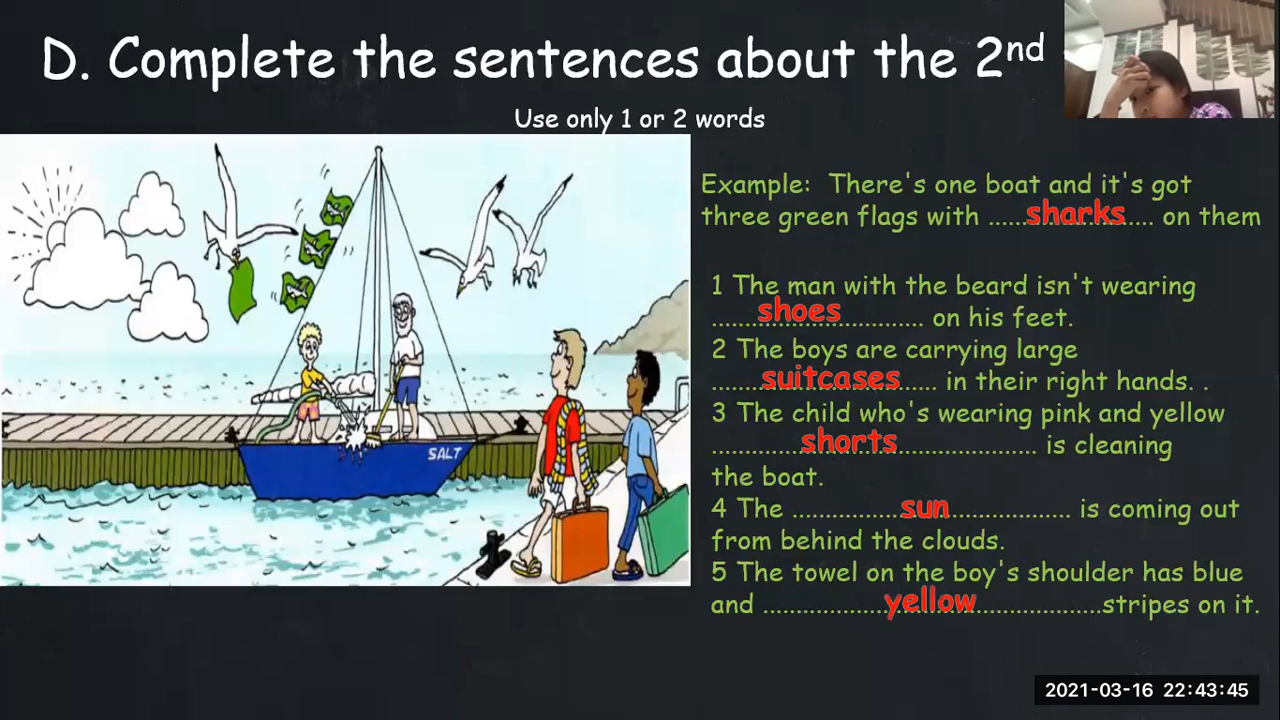 D. Complete the sentences about the 2nd
Use only 1 or 2 words
Example: There's one boat and it's got
three green flags with ......sharks.... on them
1 The man with the beard isn't wearing
.......shoes............. on his feet.
2 The boys are carrying large
.......suitcases..... in their right hands. .
3 The child who's wearing pink and yellow
............shorts................... is cleaning
the boat.
4 The ................sun.................. is coming out
from behind the clouds.
5 The towel on the boy's shoulder has blue
and ..................yellow...................stripes on it.
SALT
2021-03-16 22:43:45